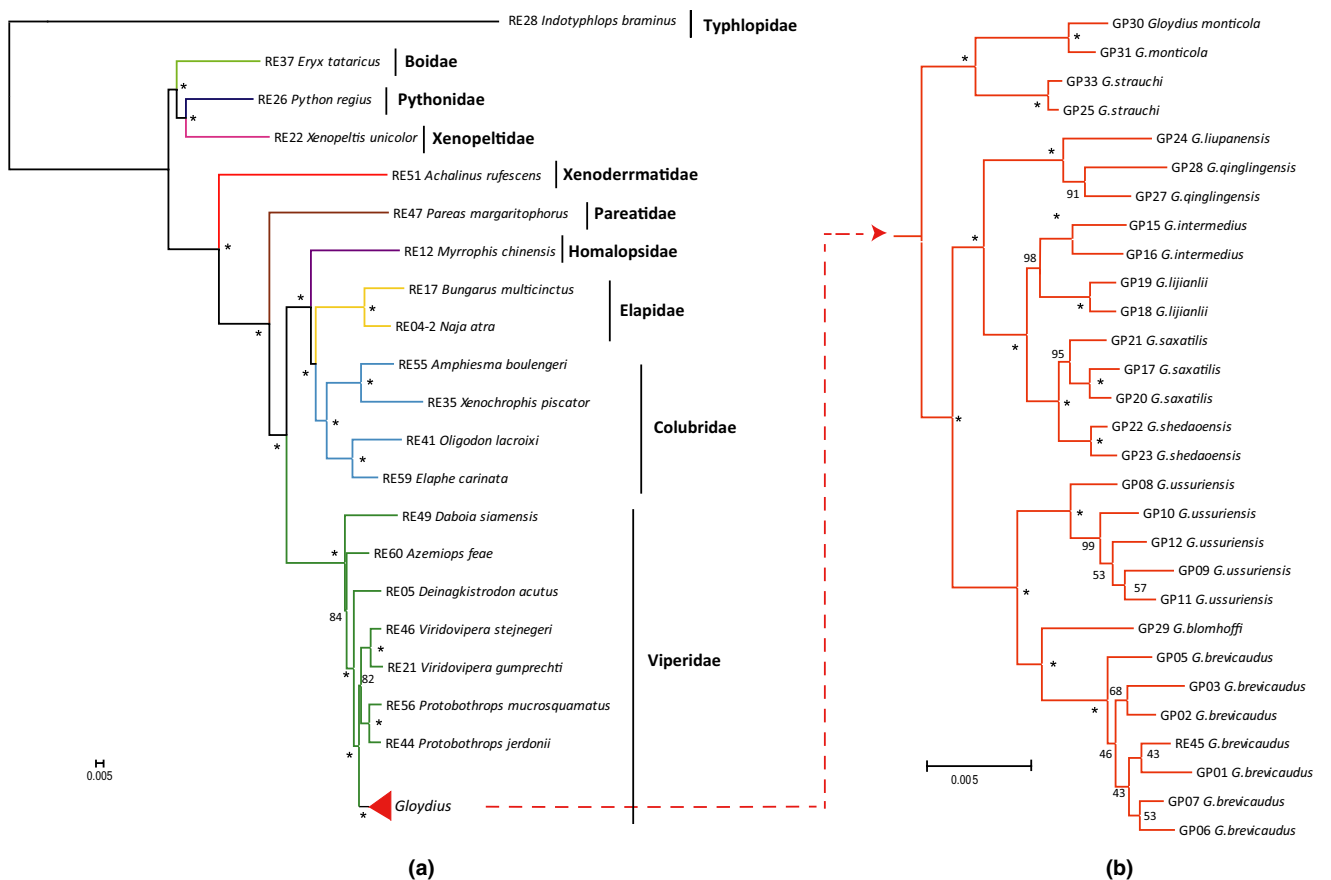 RE28 Indotyphlops braminus
Typhlopidae
RE37 Eryx tataricus
Boidae
*
RE26 Python regius
Pythonidae
*
RE22 Xenopeltis unicolor
Xenopeltidae
RE51 Achalinus rufescens
Xenoderrmatidae
*
RE47 Pareas margaritophorus
Pareatidae
*
RE12 Myrrophis chinensis
Homalopsidae
*
RE17 Bungarus multicinctus
*
RE04-2 Naja atra
Elapidae
*
RE55 Amphiesma boulengeri
*
RE35 Xenochrophis piscator
*
RE41 Oligodon lacroixi
*
RE59 Elaphe carinata
Colubridae
*
RE49 Daboia siamensis
*
RE60 Azemiops feae
84
RE05 Deinagkistrodon acutus
*
RE46 Viridovipera stejnegeri
*
RE21 Viridovipera gumprechti
82
RE56 Protobothrops mucrosquamatus
*
RE44 Protobothrops jerdonii
*
Gloydius
*
Viperidae
0.005
(a)
GP30 Gloydius monticola
*
GP31 G.monticola
*
GP33 G.strauchi
*
GP25 G.strauchi
GP24 G.liupanensis
*
GP28 G.qinglingensis
91
GP27 G.qinglingensis
*
*
GP15 G.intermedius
GP16 G.intermedius
98
GP19 G.lijianlii
*
GP18 G.lijianlii
*
GP21 G.saxatilis
95
GP17 G.saxatilis
*
GP20 G.saxatilis
*
GP22 G.shedaoensis
*
GP23 G.shedaoensis
*
GP08 G.ussuriensis
*
GP10 G.ussuriensis
99
GP12 G.ussuriensis
53
GP09 G.ussuriensis
57
GP11 G.ussuriensis
*
GP29 G.blomhoffi
*
GP05 G.brevicaudus
*
68
GP03 G.brevicaudus
GP02 G.brevicaudus
46
RE45 G.brevicaudus
43
GP01 G.brevicaudus
43
GP07 G.brevicaudus
53
GP06 G.brevicaudus
0.005
(b)